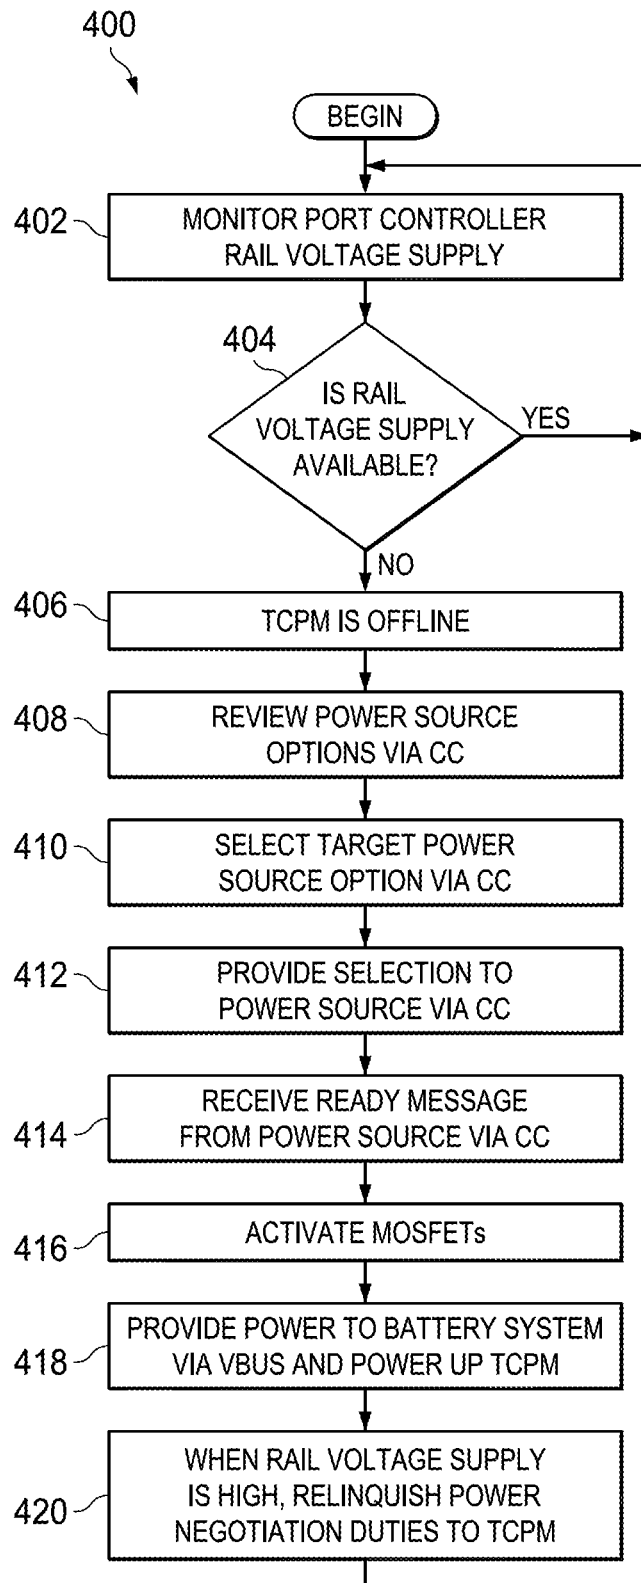 400
BEGIN
402
MONITOR PORT CONTROLLER
RAIL VOLTAGE SUPPLY
404
IS RAIL
VOLTAGE SUPPLY
AVAILABLE?
YES
NO
406
TCPM IS OFFLINE
408
REVIEW POWER SOURCE
OPTIONS VIA CC
410
SELECT TARGET POWER
SOURCE OPTION VIA CC
412
PROVIDE SELECTION TO
POWER SOURCE VIA CC
414
RECEIVE READY MESSAGE
FROM POWER SOURCE VIA CC
416
ACTIVATE MOSFETs
418
PROVIDE POWER TO BATTERY SYSTEM
VIA VBUS AND POWER UP TCPM
420
WHEN RAIL VOLTAGE SUPPLY
IS HIGH, RELINQUISH POWER
NEGOTIATION DUTIES TO TCPM